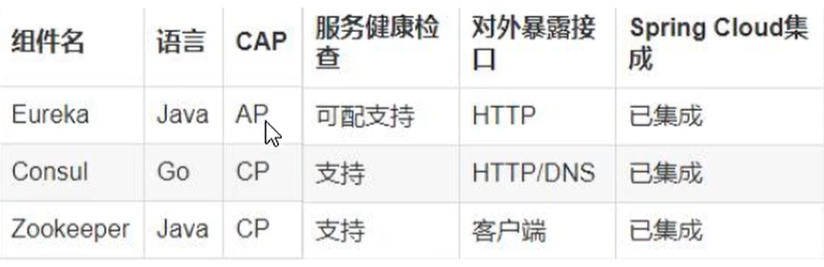 组件名 语言 CAP 服务健康检查 对外暴露接口 Spring Cloud集成
Eureka Java AP 可配支持 HTTP 已集成
Consul Go CP 支持 HTTP/DNS 已集成
Zookeeper Java CP 支持 客户端 已集成